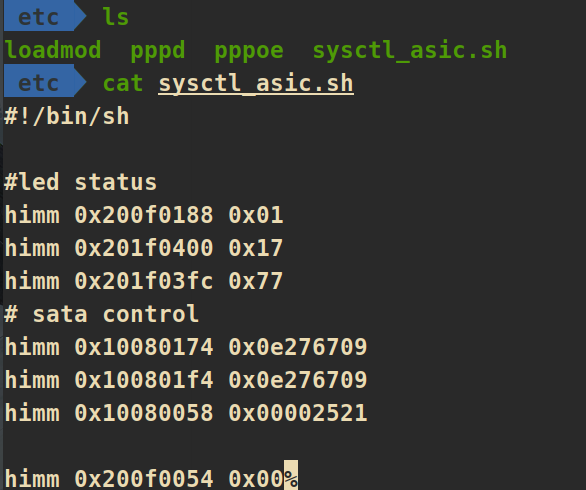 etc ls
loadmod pppd pppoe sysctl_asic.sh
etc cat sysctl_asic.sh
#!/bin/sh
#led status
himm 0x200f0188 0x01
himm 0x201f0400 0x17
himm 0x201f03fc 0x77
# sata control
himm 0x10080174 0x0e276709
himm 0x100801f4 0x0e276709
himm 0x10080058 0x00002521
himm 0x200f0054 0x00%